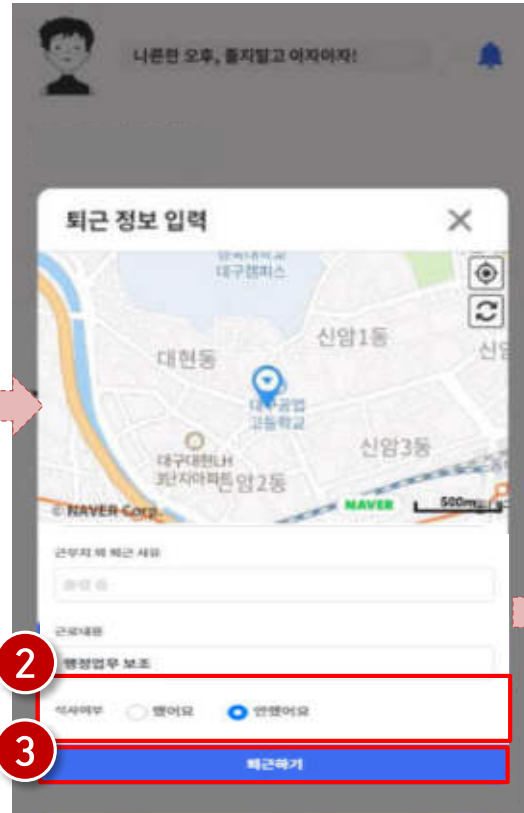 나른한 오후, 졸지말고 아자아자!
퇴근 정보 입력
대구캠퍼스
신암1동
대현동
대구공업
고등학교
신암3동
대구대현LH
3단지아파트
신암2동
© NAVER Corp.
NAVER
500m
근무지 외 퇴근 사유
근로내용
행정업무 보조
2
식사여부
했어요
안했어요
3
퇴근하기